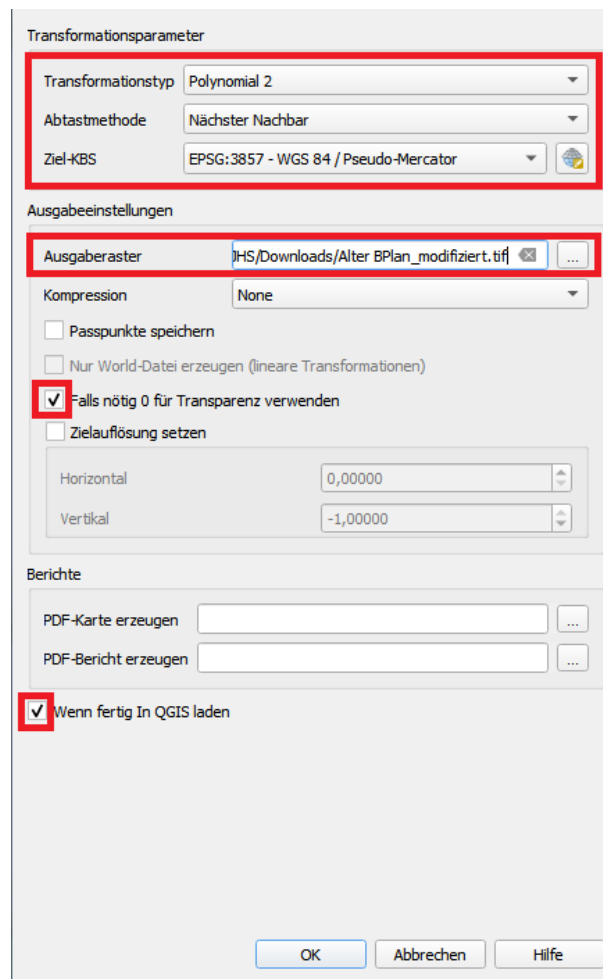 Transformationsparameter
Transformationstyp Polynomial 2
Abtastmethode Nächster Nachbar
Ziel-KBS EPSG:3857 - WGS 84 / Pseudo-Mercator
Ausgabeeinstellungen
Ausgaberaster JHS/Downloads/Alter BPlan_modifiziert.tif ...
Kompression None
Passpunkte speichern
Nur World-Datei erzeugen (lineare Transformationen)
Falls nötig 0 für Transparenz verwenden
Zielauflösung setzen
Horizontal 0,00000
Vertikal -1,00000
Berichte
PDF-Karte erzeugen ...
PDF-Bericht erzeugen ...
Wenn fertig In QGIS laden
OK Abbrechen Hilfe